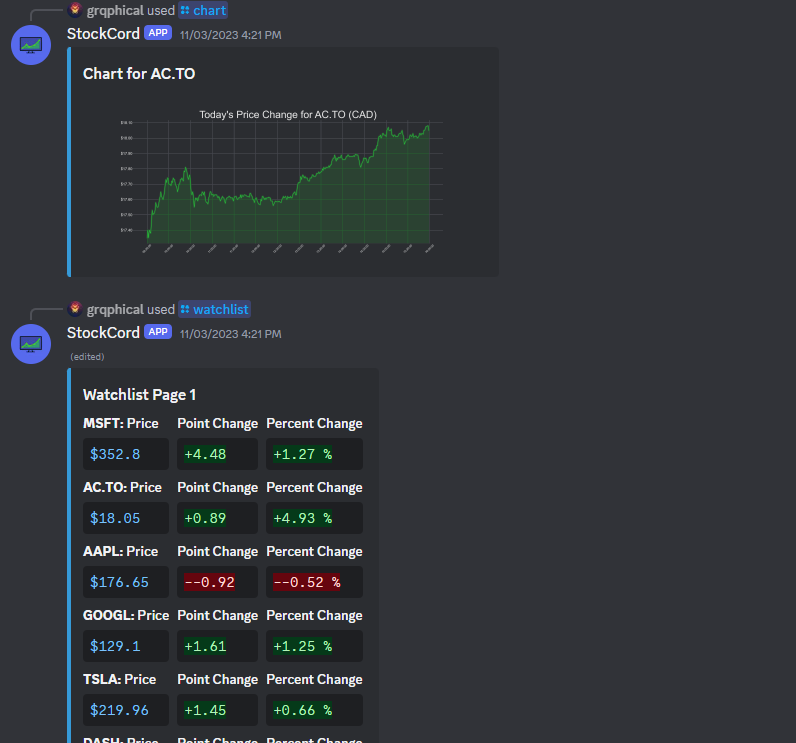 grqphical used chart
StockCord APP 11/03/2023 4:21 PM
Chart for AC.TO
Today's Price Change for AC.TO (CAD)
grqphical used watchlist
StockCord APP 11/03/2023 4:21 PM
(edited)
Watchlist Page 1
MSFT: Price Point Change Percent Change
$352.8 +4.48 +1.27 %
AC.TO: Price Point Change Percent Change
$18.05 +0.89 +4.93 %
AAPL: Price Point Change Percent Change
$176.65 --0.92 --0.52 %
GOOGL: Price Point Change Percent Change
$129.1 +1.61 +1.25 %
TSLA: Price Point Change Percent Change
$219.96 +1.45 +0.66 %
DASH: Price Point Change Percent Change